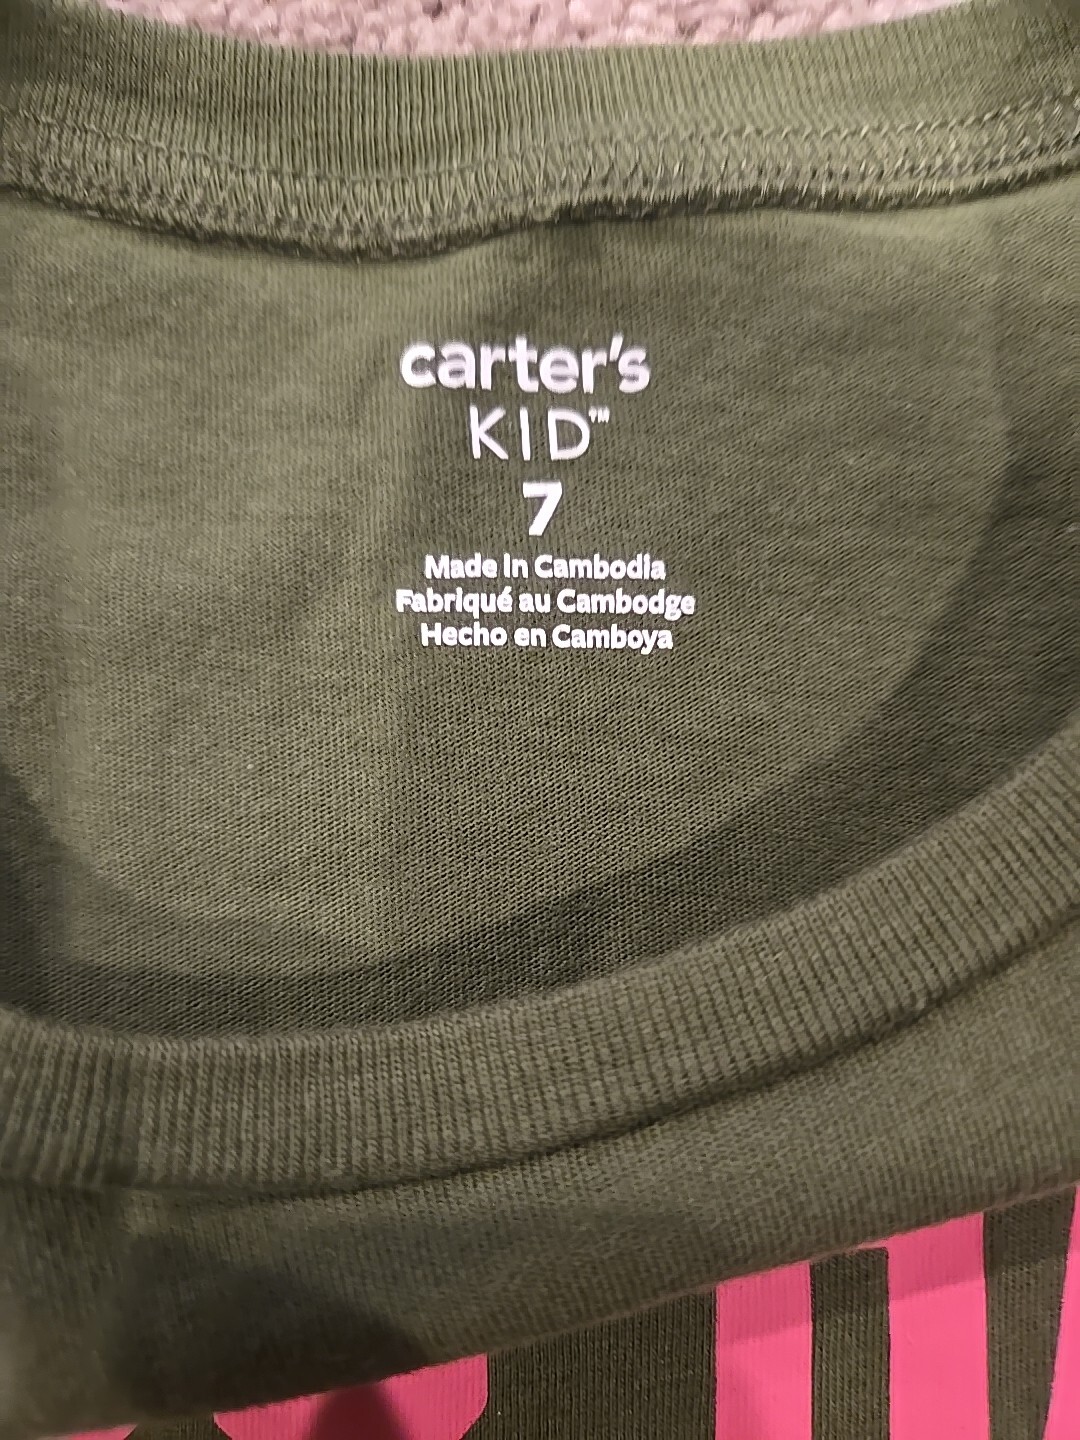 carter's
KID™
7
Made in Cambodia
Fabriqué au Cambodge
Hecho en Camboya